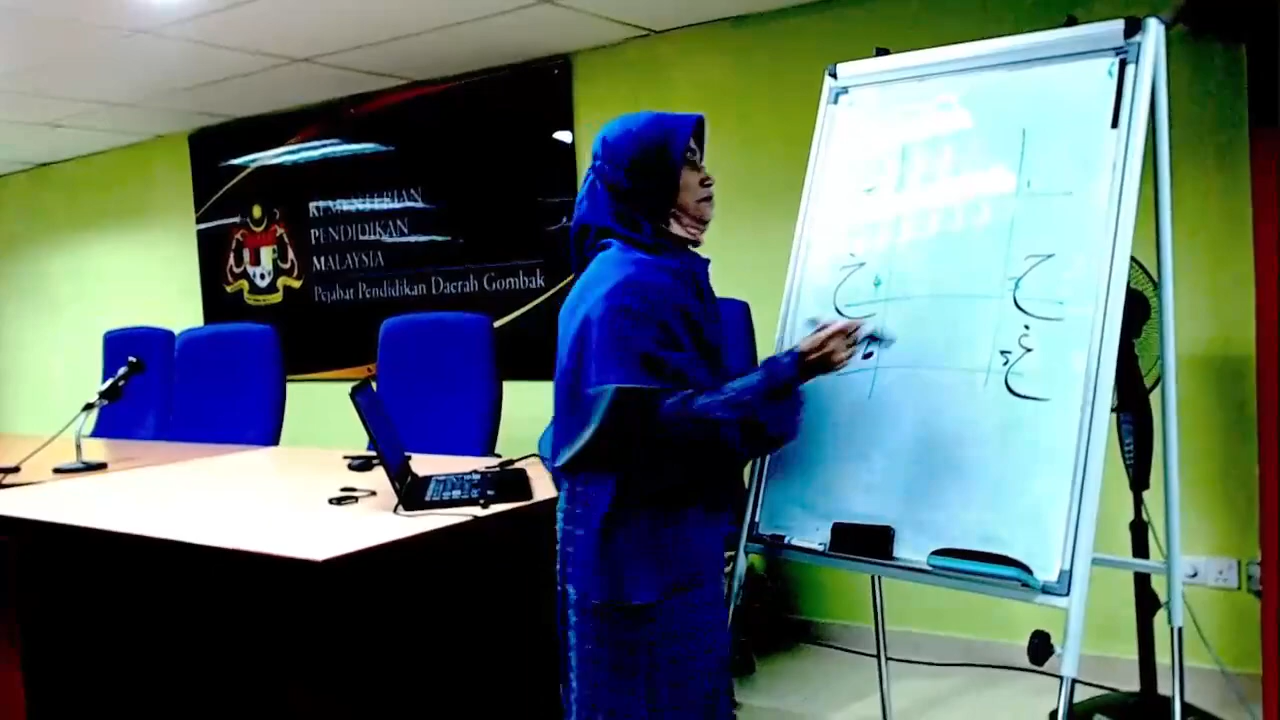 KEMENTERIAN
PENDIDIKAN
MALAYSIA
Pejabat Pendidikan Daerah Gombak
ح خ
غ